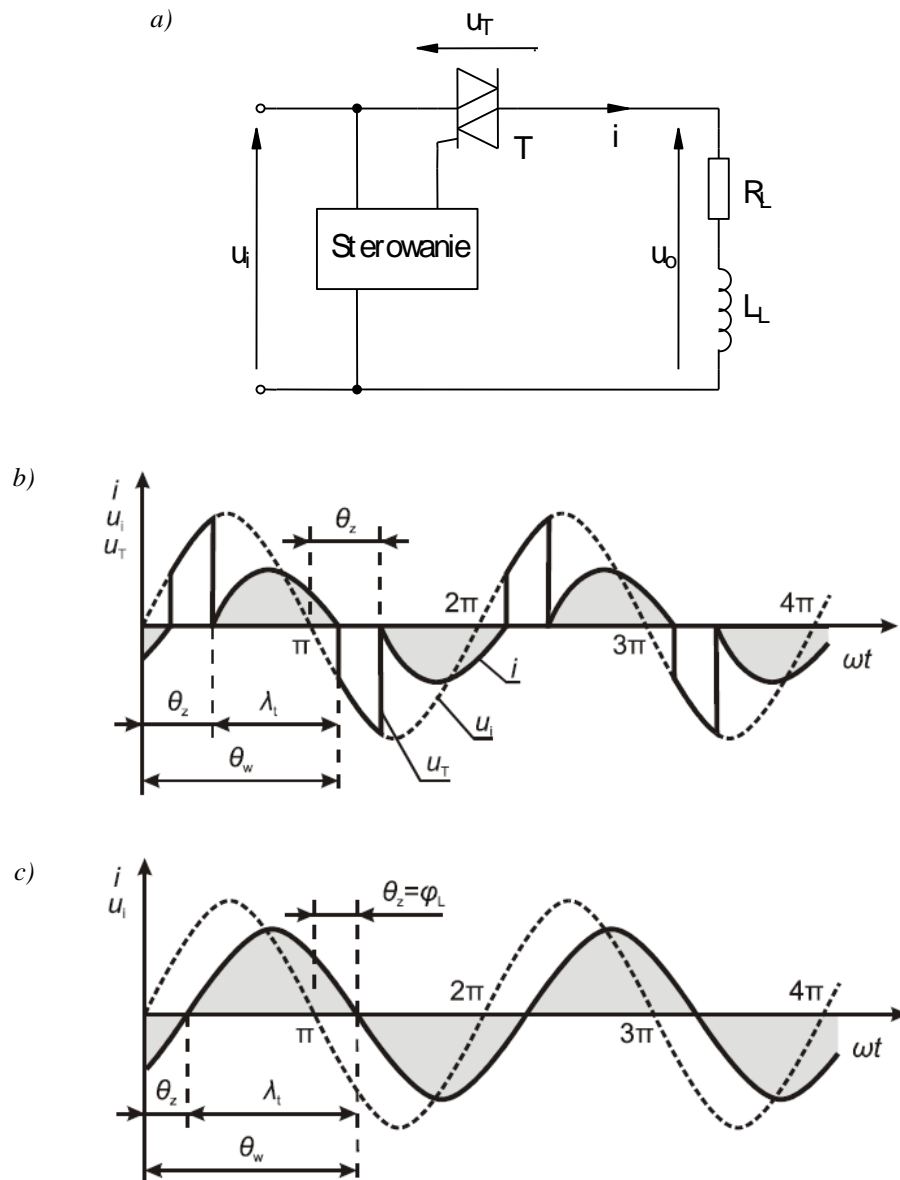 a)
u_T
i
T
R_L
u_i
Sterowanie
u_o
L_L
b)
i
u_i
u_T
θ_z
2π
4π
π
3π
ωt
i
θ_z
λ_t
u_i
θ_w
u_T
c)
i
u_i
θ_z=φ_L
2π
4π
π
3π
ωt
θ_z
λ_t
θ_w